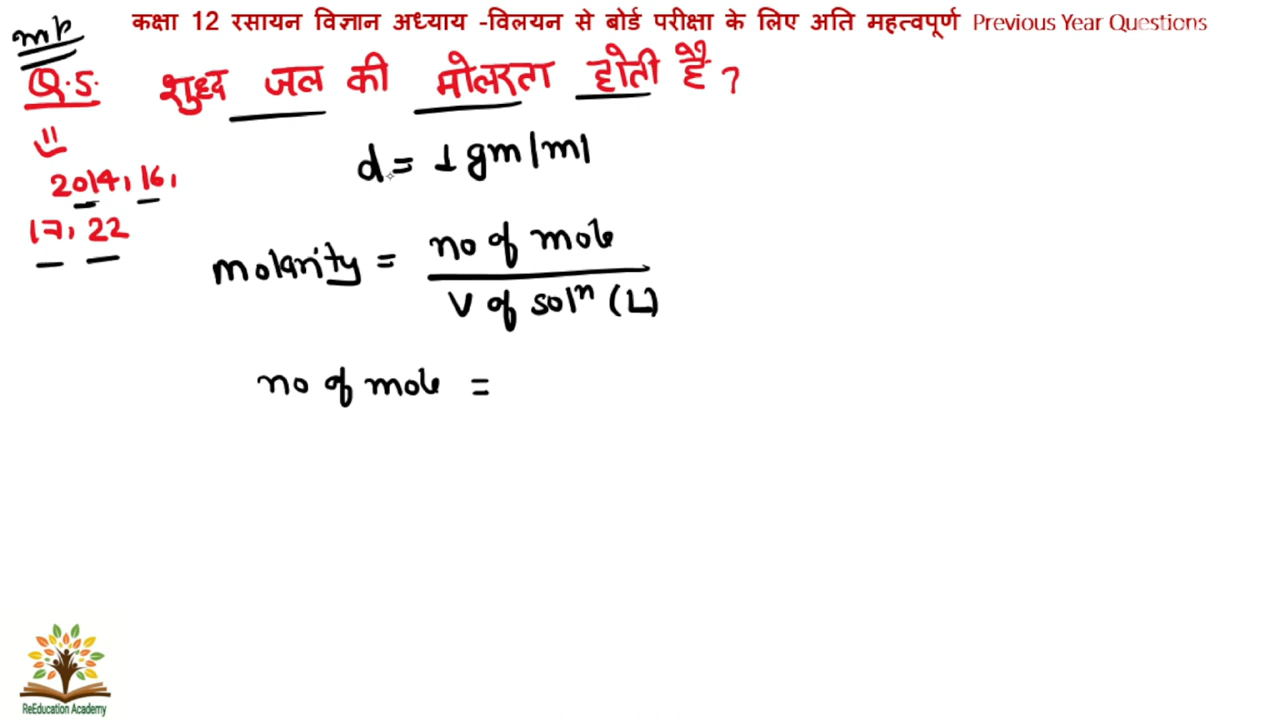 कक्षा 12 रसायन विज्ञान अध्याय -विलयन से बोर्ड परीक्षा के लिए अति महत्वपूर्ण Previous Year Questions
mp
Q.5. शुध्द जल की मोलरता होती है ?
2014, 16,
17, 22
d = 1 gm/ml
molarity = no of mole
V of solⁿ (L)
no of mole =
ReEducation Academy